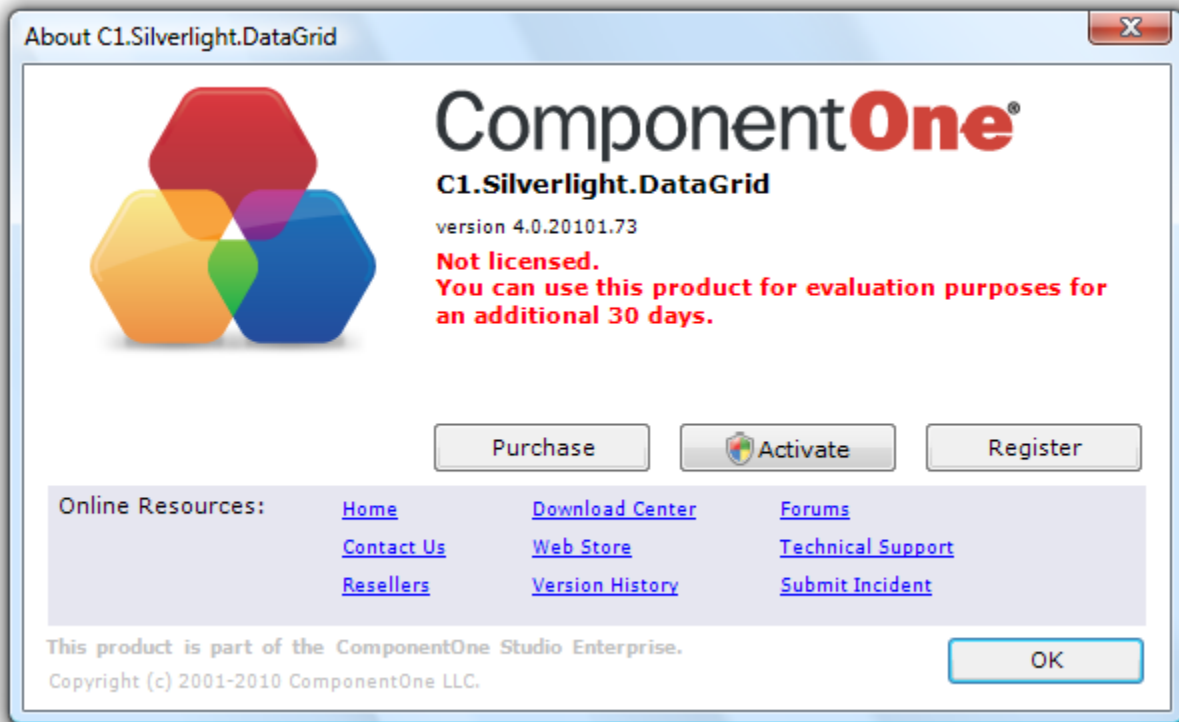 About C1.Silverlight.DataGrid
X
ComponentOne®
C1.Silverlight.DataGrid
version 4.0.20101.73
Not licensed.
You can use this product for evaluation purposes for
an additional 30 days.
Purchase Activate Register
Online Resources: Home Download Center Forums
Contact Us Web Store Technical Support
Resellers Version History Submit Incident
This product is part of the ComponentOne Studio Enterprise.
Copyright (c) 2001-2010 ComponentOne LLC.
OK